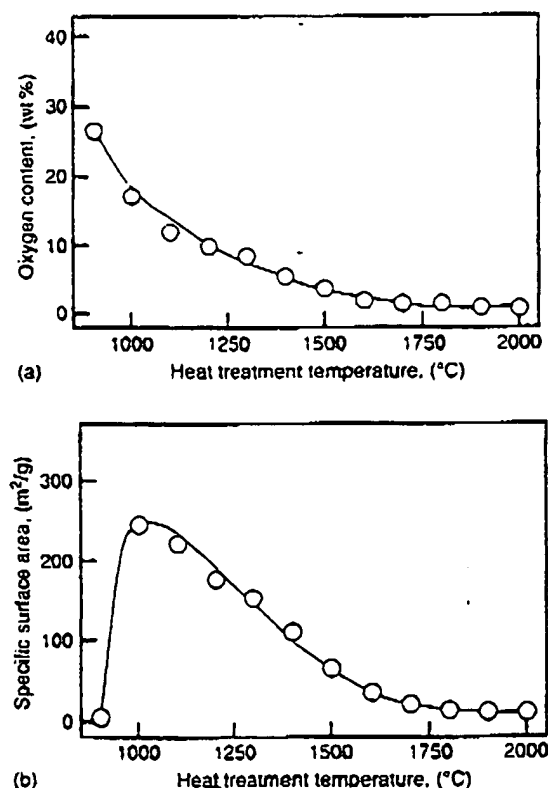 Oxygen content, (wt %)
40
30
20
10
0
1000 1250 1500 1750 2000
(a) Heat treatment temperature, (°C)
Specific surface area, (m²/g)
300
200
100
0
1000 1250 1500 1750 2000
(b) Heat treatment temperature, (°C)